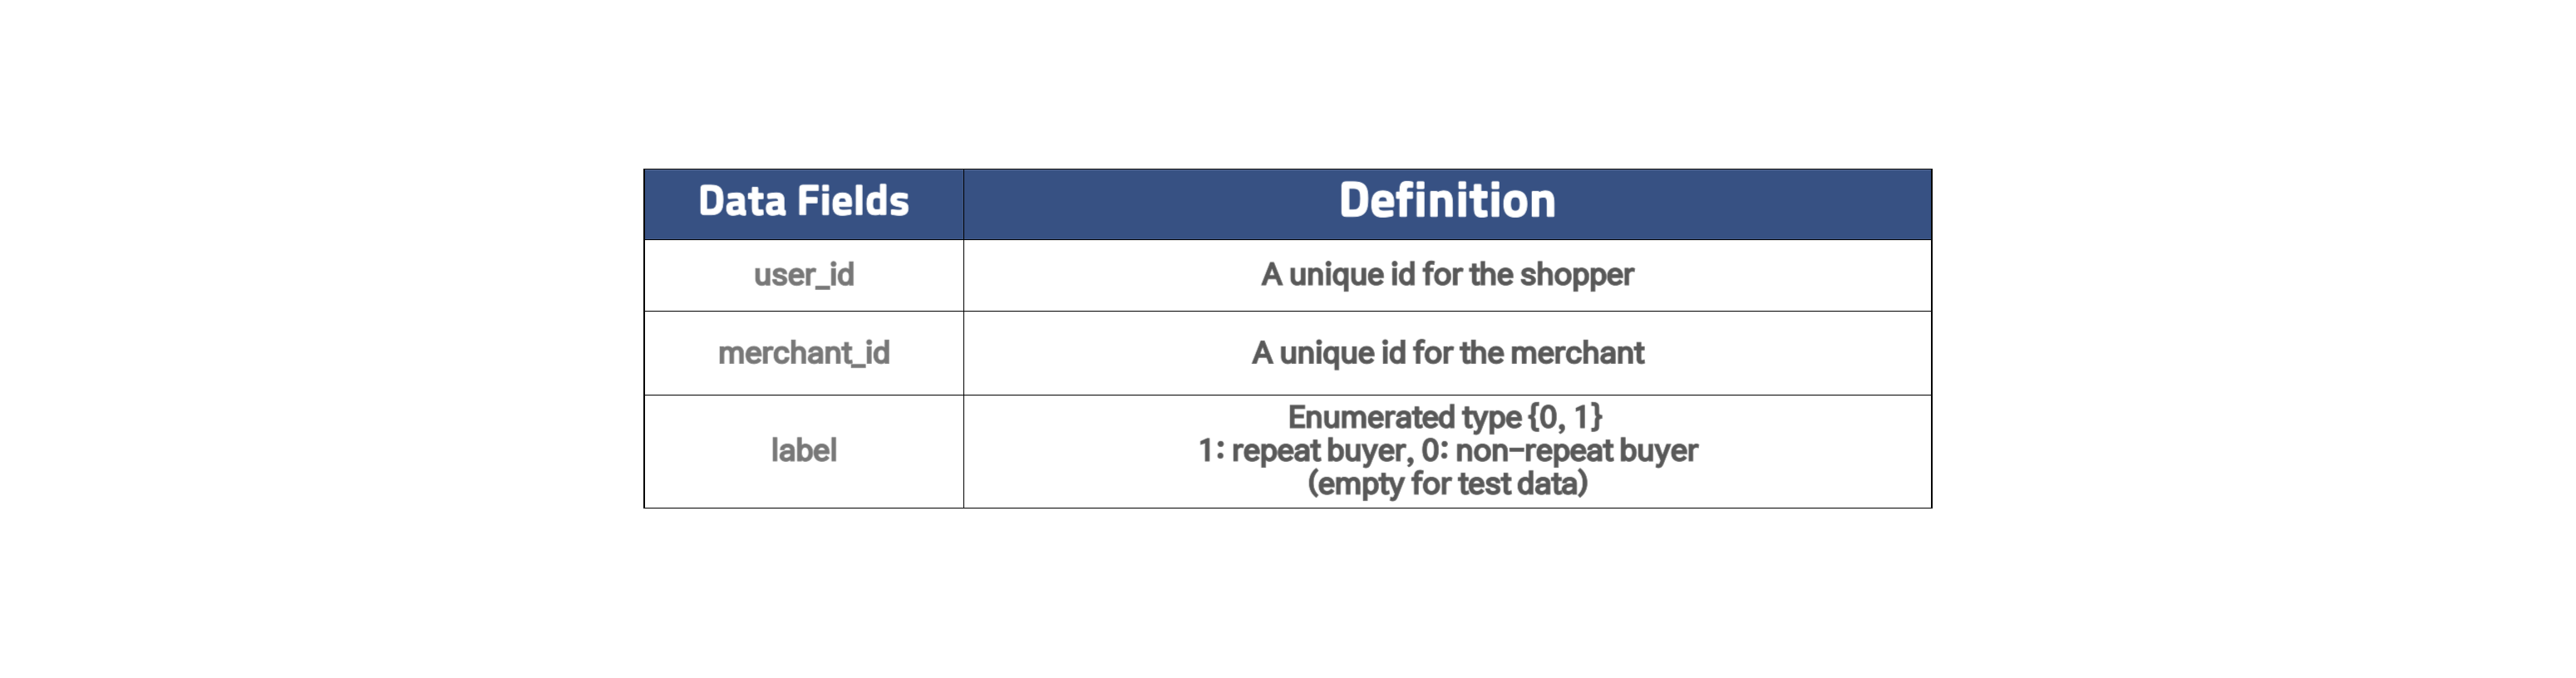 Data Fields
Definition
user_id
A unique id for the shopper
merchant_id
A unique id for the merchant
label
Enumerated type {0, 1}
1: repeat buyer, 0: non-repeat buyer
(empty for test data)